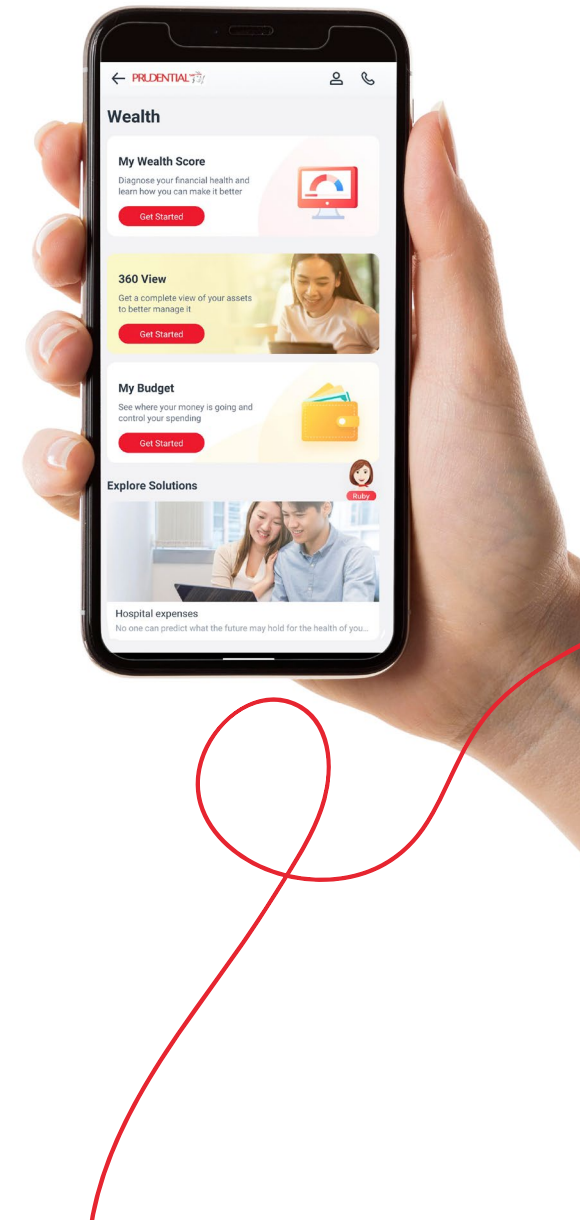 PRUDENTIAL
Wealth
My Wealth Score
Diagnose your financial health and
learn how you can make it better
Get Started
360 View
Get a complete view of your assets
to better manage it
Get Started
My Budget
See where your money is going and
control your spending
Get Started
Ruby
Explore Solutions
Hospital expenses
No one can predict what the future may hold for the health of you...